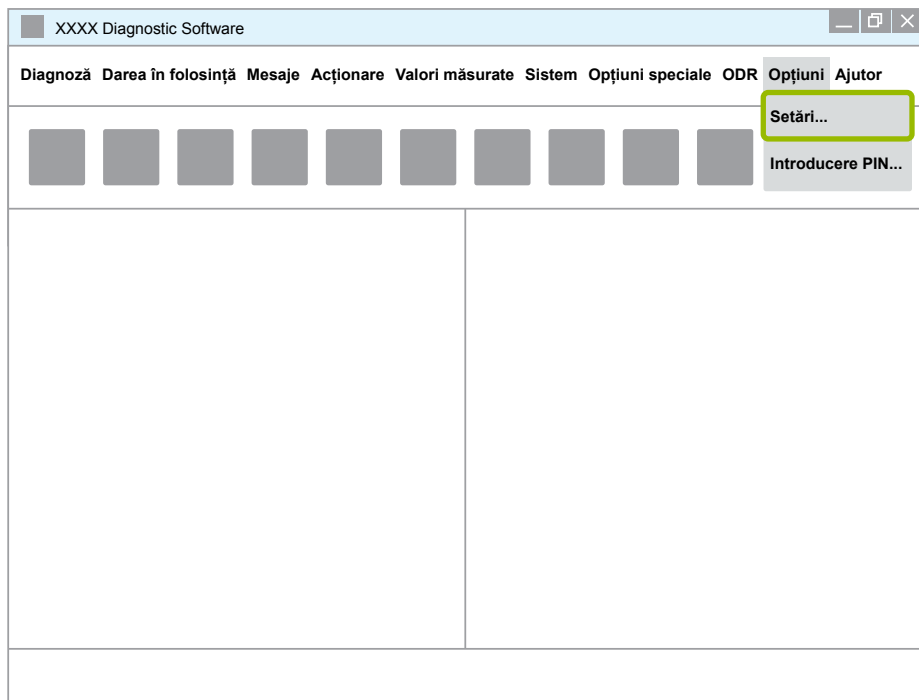 XXXX Diagnostic Software
Diagnoză Darea în folosință Mesaje Acționare Valori măsurate Sistem Opțiuni speciale ODR Opțiuni Ajutor
Setări...
Introducere PIN...